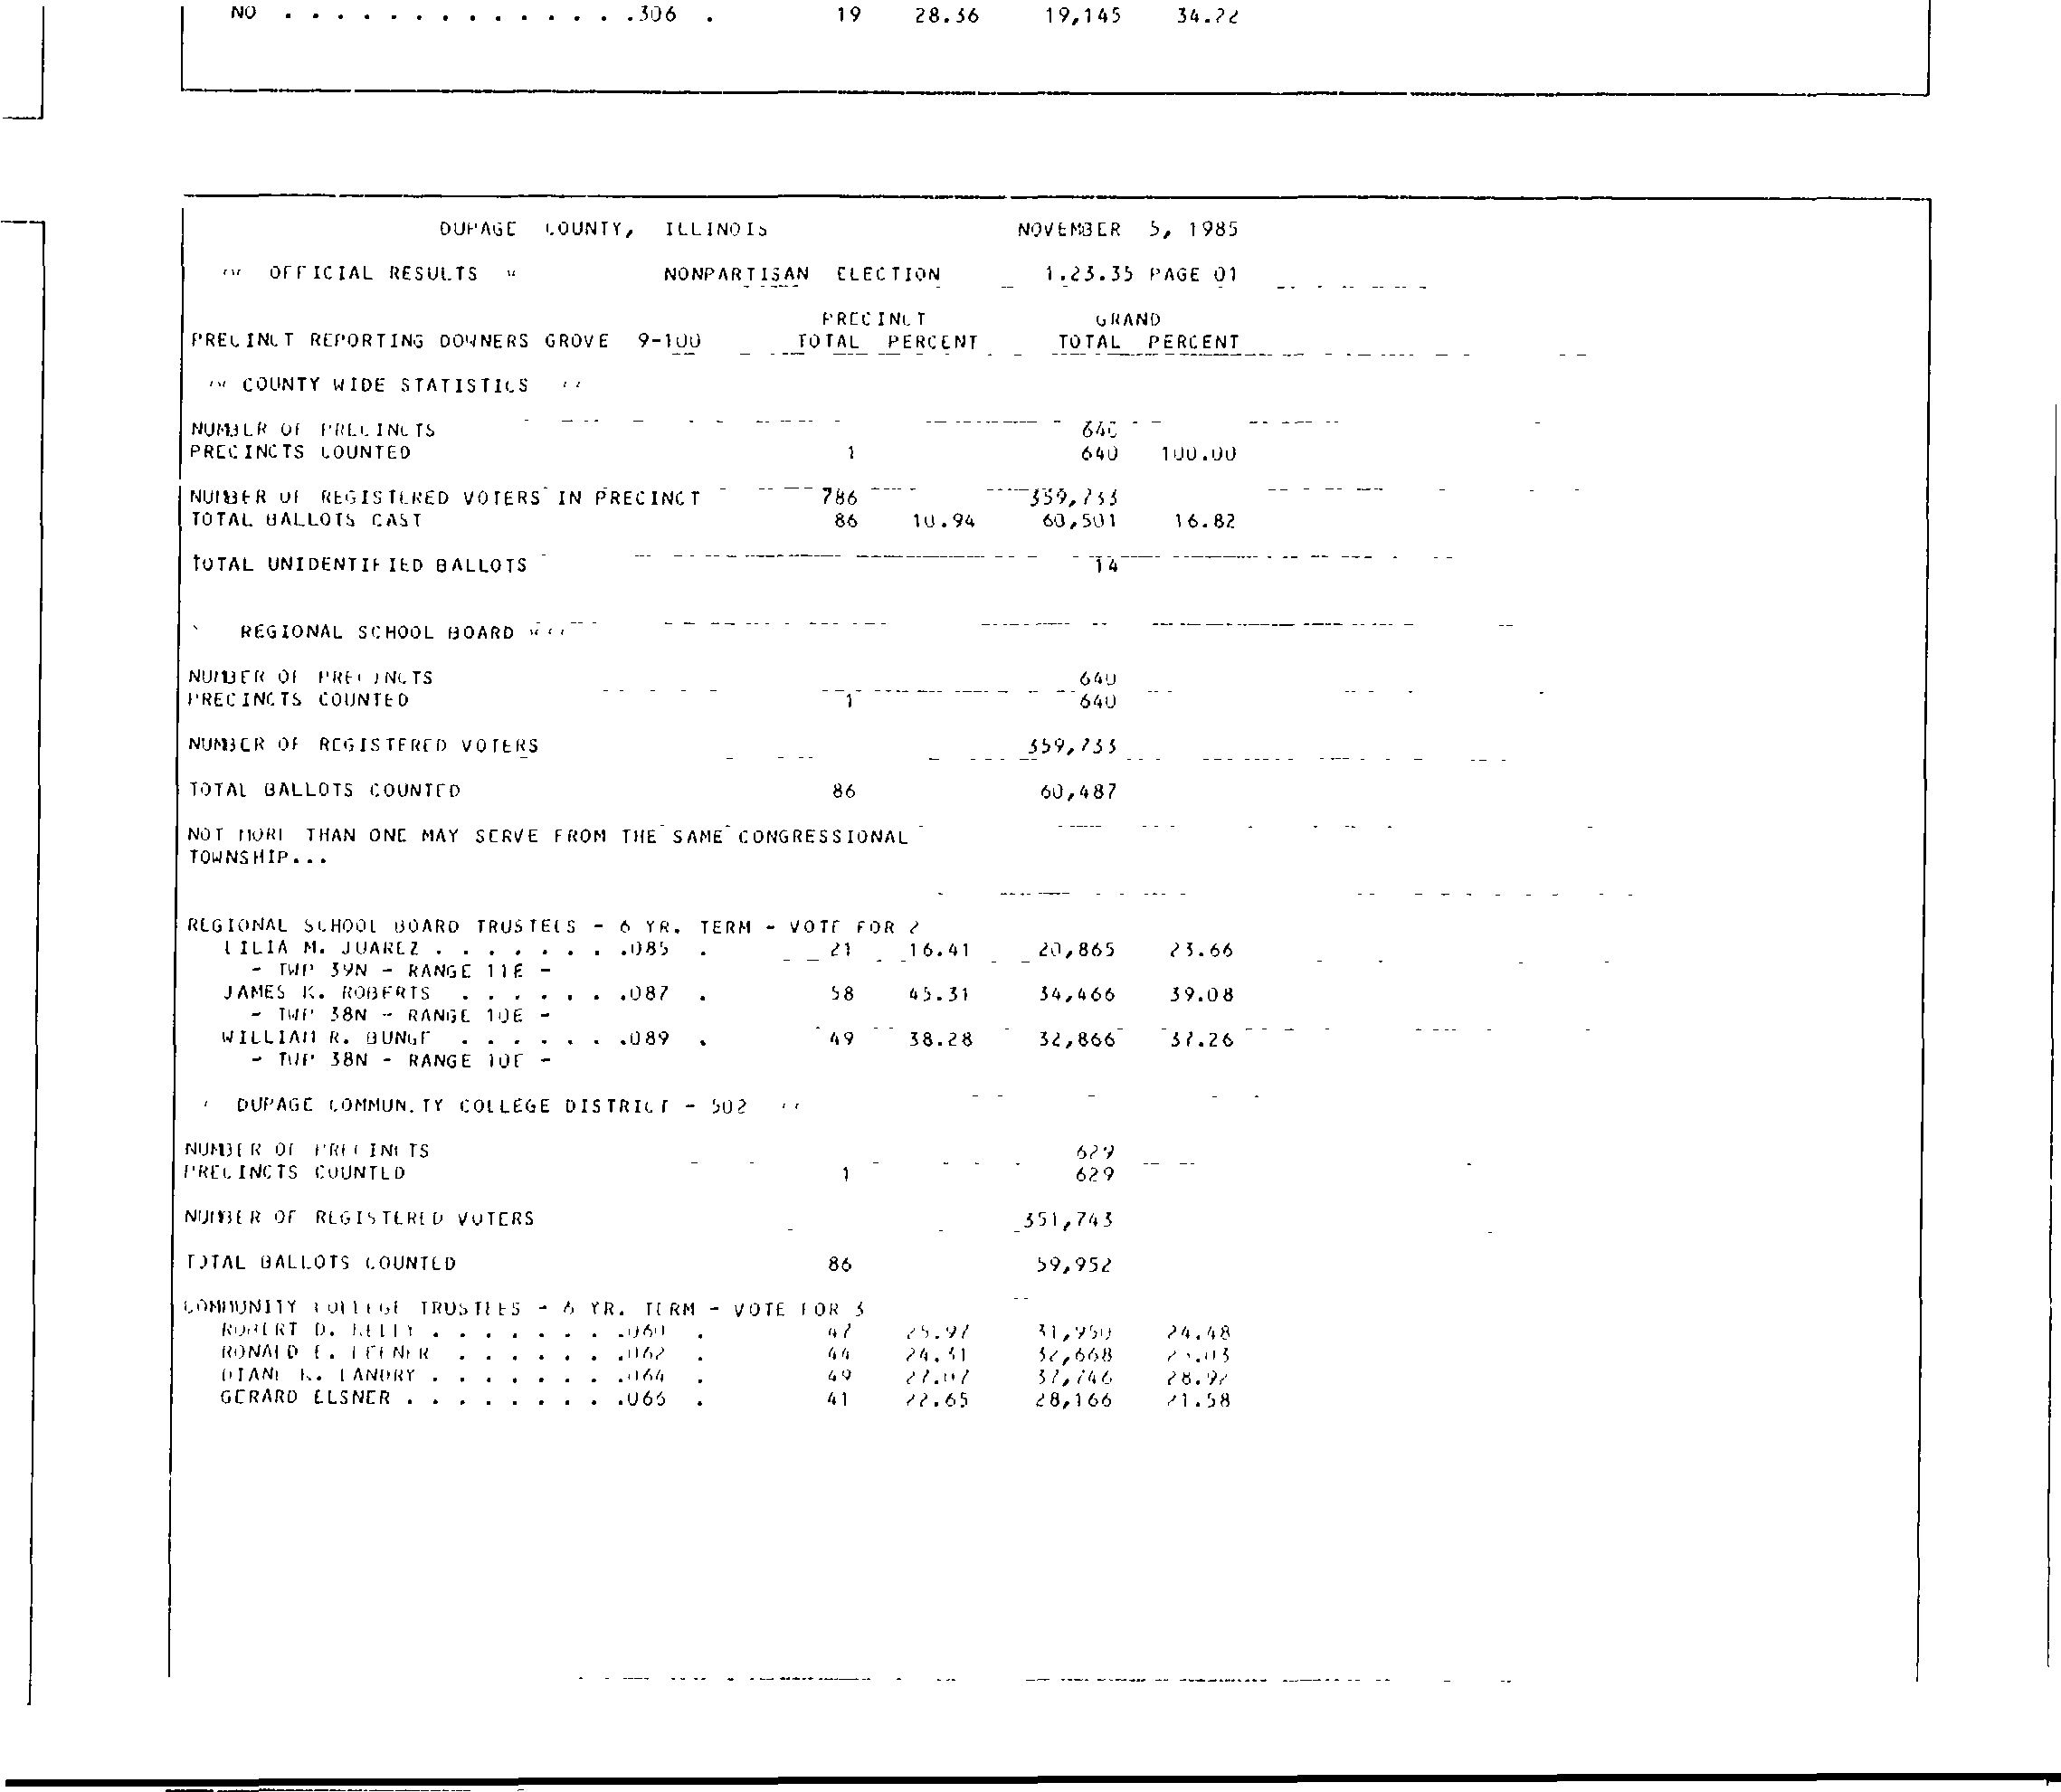 NO . . . . . . . . . . . . . .306 . 19 28.36 19,145 34.22
DUPAGE COUNTY, ILLINOIS NOVEMBER 5, 1985
OFFICIAL RESULTS NONPARTISAN ELECTION 1.23.35 PAGE 01
PRECINCT GRAND
PRECINCT REPORTING DOWNERS GROVE 9-100 TOTAL PERCENT TOTAL PERCENT
COUNTY WIDE STATISTICS
NUMBER OF PRECINCTS 640
PRECINCTS COUNTED 1 640 100.00
NUMBER OF REGISTERED VOTERS IN PRECINCT 786 359,733
TOTAL BALLOTS CAST 86 10.94 60,501 16.82
TOTAL UNIDENTIFIED BALLOTS 14
REGIONAL SCHOOL BOARD
NUMBER OF PRECINCTS 640
PRECINCTS COUNTED 1 640
NUMBER OF REGISTERED VOTERS 359,733
TOTAL BALLOTS COUNTED 86 60,487
NOT MORE THAN ONE MAY SERVE FROM THE SAME CONGRESSIONAL
TOWNSHIP...
REGIONAL SCHOOL BOARD TRUSTEES - 6 YR. TERM - VOTE FOR 2
LILIA M. JUAREZ . . . . . . . .085 . 21 16.41 20,865 23.66
- TWP 39N - RANGE 11E -
JAMES K. ROBERTS . . . . . . .087 . 58 45.31 34,466 39.08
- TWP 38N - RANGE 10E -
WILLIAM R. BUNGE . . . . . . .089 . 49 38.28 32,866 37.26
- TWP 38N - RANGE 10E -
DUPAGE COMMUNITY COLLEGE DISTRICT - 502
NUMBER OF PRECINCTS 629
PRECINCTS COUNTED 1 629
NUMBER OF REGISTERED VOTERS 351,743
TOTAL BALLOTS COUNTED 86 59,952
COMMUNITY COLLEGE TRUSTEES - 6 YR. TERM - VOTE FOR 3
ROBERT D. KELLY . . . . . . . .060 . 47 25.97 31,950 24.48
RONALD E. . . . . . . .062 . 44 24.31 32,668 25.03
DIANE K. LANDRY . . . . . . . .064 . 49 27.07 37,746 28.92
GERARD ELSNER . . . . . . . . .066 . 41 22.65 28,166 21.58